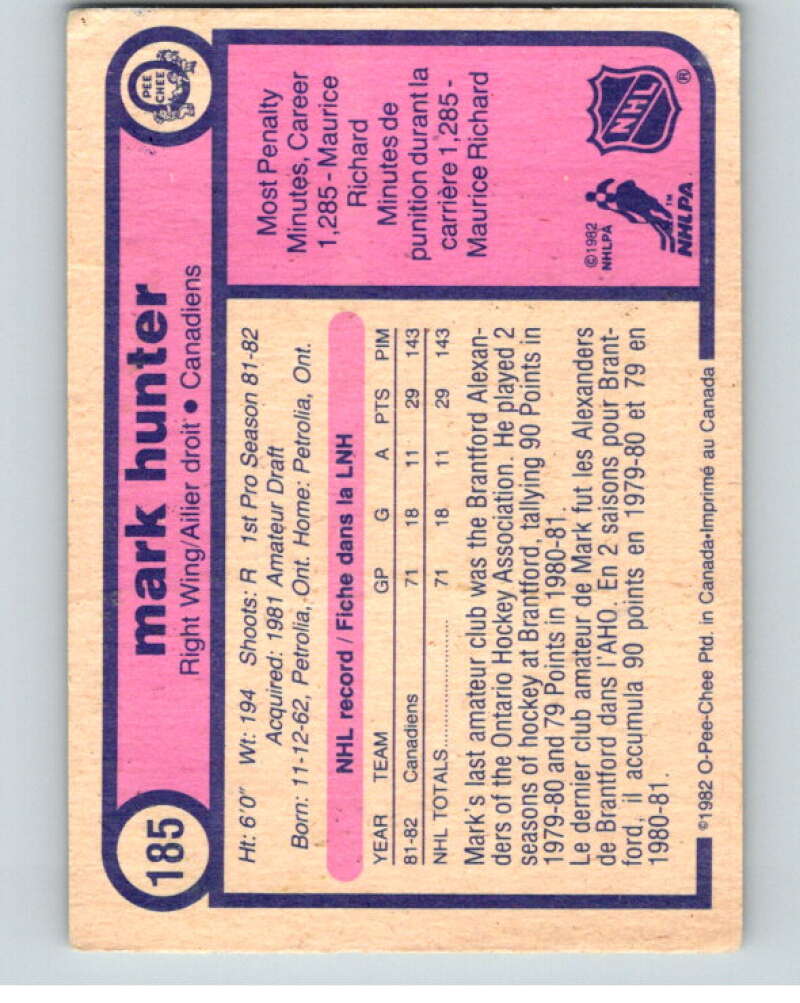 185
mark hunter
Right Wing/Ailier droit • Canadiens
PEE
CHEE
Ht: 6'0" Wt: 194 Shoots: R 1st Pro Season 81-82
Acquired: 1981 Amateur Draft
Born: 11-12-62, Petrolia, Ont. Home: Petrolia, Ont.
NHL record / Fiche dans la LNH
YEAR TEAM GP G A PTS PIM
81-82 Canadiens 71 18 11 29 143
NHL TOTALS.......................... 71 18 11 29 143
Mark's last amateur club was the Brantford Alexan-
ders of the Ontario Hockey Association. He played 2
seasons of hockey at Brantford, tallying 90 Points in
1979-80 and 79 Points in 1980-81.
Le dernier club amateur de Mark fut les Alexanders
de Brantford dans l'AHO. En 2 saisons pour Brant-
ford, il accumula 90 points en 1979-80 et 79 en
1980-81.
Most Penalty
Minutes, Career
1,285 - Maurice
Richard
Minutes de
punition durant la
carrière 1,285 -
Maurice Richard
©1982
NHLPA
NHLPA™
NHL®
©1982 O-Pee-Chee Ptd. in Canada•Imprimé au Canada